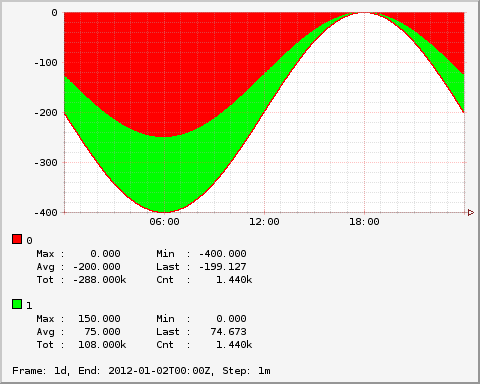 0
-100
-200
-300
-400
06:00 12:00 18:00
0
Max : 0.000 Min : -400.000
Avg : -200.000 Last : -199.127
Tot : -288.000k Cnt : 1.440k
1
Max : 150.000 Min : 0.000
Avg : 75.000 Last : 74.673
Tot : 108.000k Cnt : 1.440k
Frame: 1d, End: 2012-01-02T00:00Z, Step: 1m